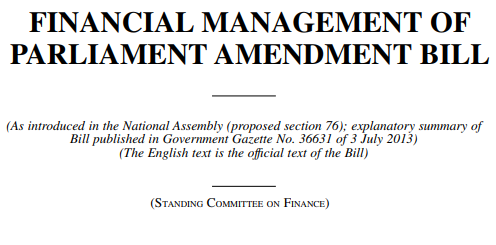 FINANCIAL MANAGEMENT OF
PARLIAMENT AMENDMENT BILL
(As introduced in the National Assembly (proposed section 76); explanatory summary of
Bill published in Government Gazette No. 36631 of 3 July 2013)
(The English text is the official text of the Bill)
(STANDING COMMITTEE ON FINANCE)